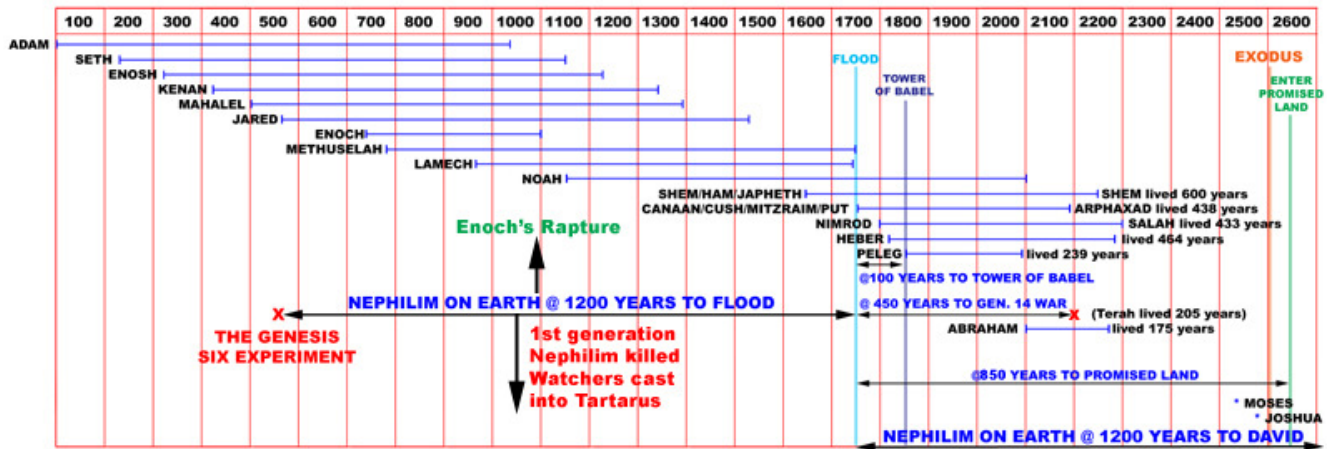 100 200 300 400 500 600 700 800 900 1000 1100 1200 1300 1400 1500 1600 1700 1800 1900 2000 2100 2200 2300 2400 2500 2600
ADAM
SETH
FLOOD
EXODUS
ENOSH
TOWER
OF BABEL
ENTER
PROMISED
LAND
KENAN
MAHALEL
JARED
ENOCH
METHUSELAH
LAMECH
NOAH
SHEM/HAM/JAPHETH
SHEM lived 600 years
CANAAN/CUSH/MITZRAIM/PUT
ARPHAXAD lived 438 years
NIMROD
SALAH lived 433 years
Enoch's Rapture
HEBER
lived 464 years
PELEG
lived 239 years
@100 YEARS TO TOWER OF BABEL
NEPHILIM ON EARTH @ 1200 YEARS TO FLOOD
@ 450 YEARS TO GEN. 14 WAR
X
X
(Terah lived 205 years)
ABRAHAM
lived 175 years
THE GENESIS
SIX EXPERIMENT
1st generation
Nephilim killed
Watchers cast
into Tartarus
@850 YEARS TO PROMISED LAND
* MOSES
* JOSHUA
NEPHILIM ON EARTH @ 1200 YEARS TO DAVID